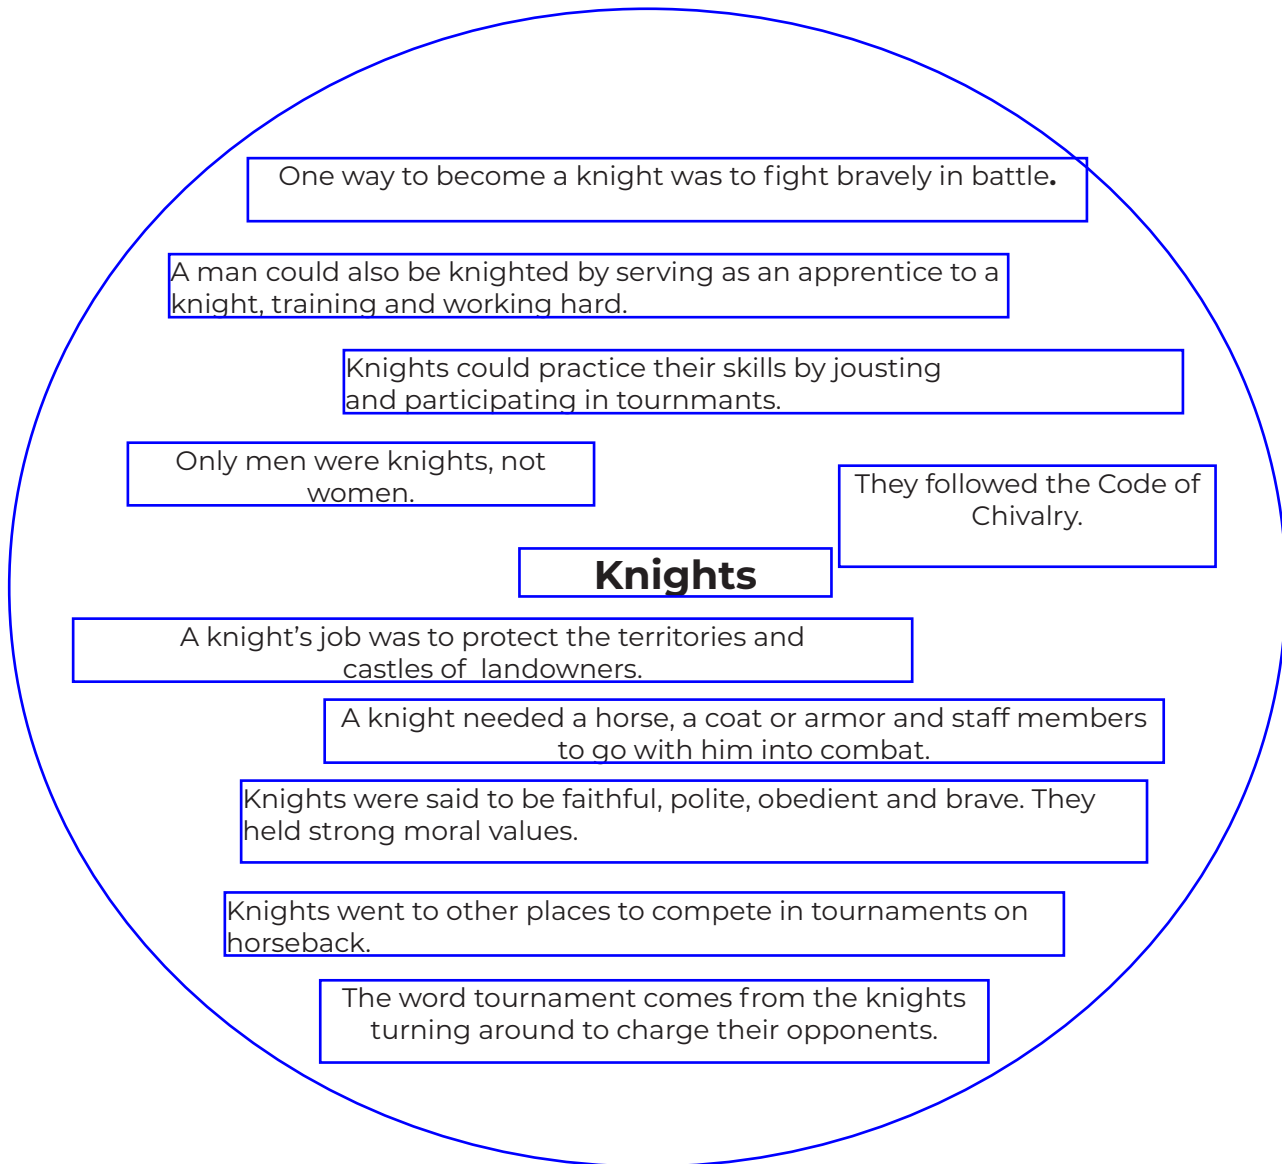 One way to become a knight was to fight bravely in battle.
A man could also be knighted by serving as an apprentice to a
knight, training and working hard.
Knights could practice their skills by jousting
and participating in tournmants.
Only men were knights, not
women.
They followed the Code of
Chivalry.
Knights
A knight’s job was to protect the territories and
castles of  landowners.
A knight needed a horse, a coat or armor and staff members
to go with him into combat.
Knights were said to be faithful, polite, obedient and brave. They
held strong moral values.
Knights went to other places to compete in tournaments on
horseback.
The word tournament comes from the knights
turning around to charge their opponents.